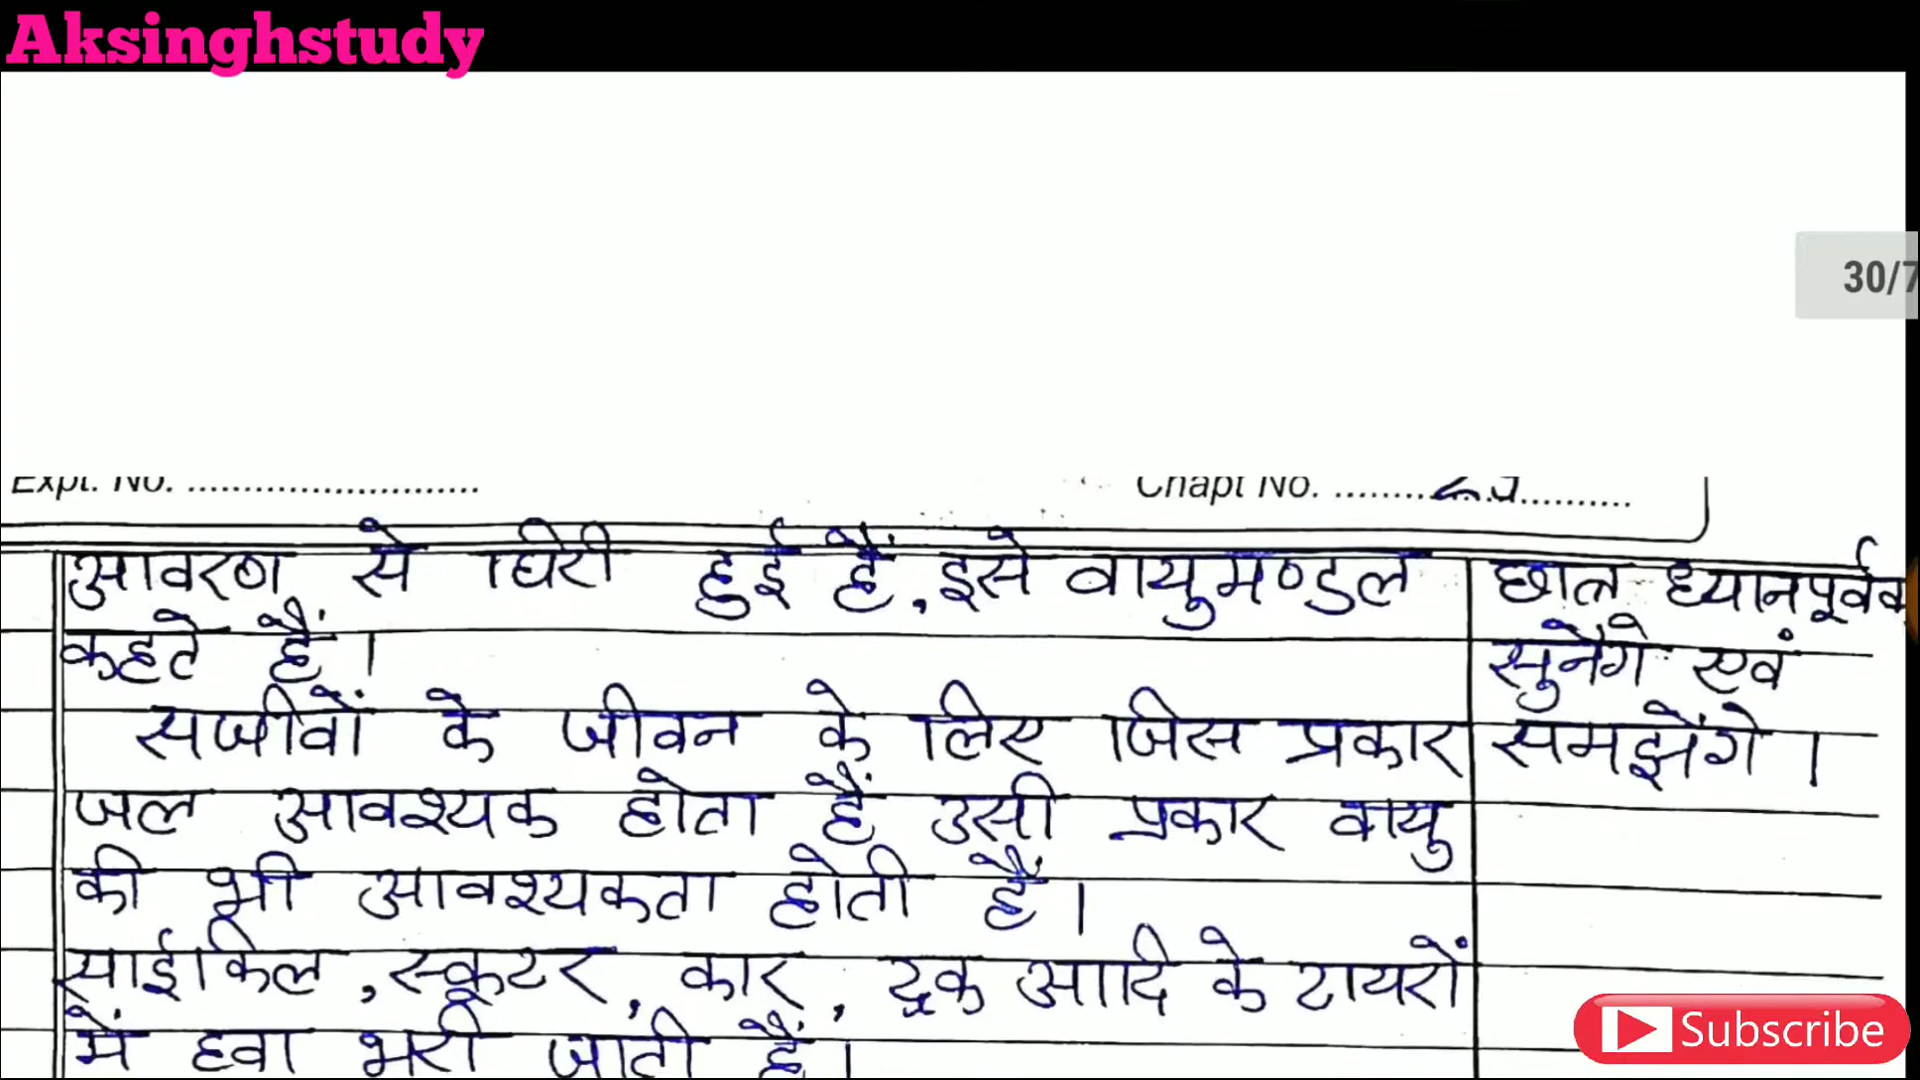 Aksinghstudy
30/7
Expt. No. ..........................
Chapt No. ..........................
आवरण से घिरी हुई है, इसे वायुमण्डल
कहते हैं।
सजीवों के जीवन के लिए जिस प्रकार
जल आवश्यक होता है उसी प्रकार वायु
की भी आवश्यकता होती है।
साईकिल, स्कूटर, कार, ट्रक आदि के टायरों
में हवा भरी जाती है।
छात्र ध्यानपूर्वक
सुनेंगे एवं
समझेंगे।
Subscribe